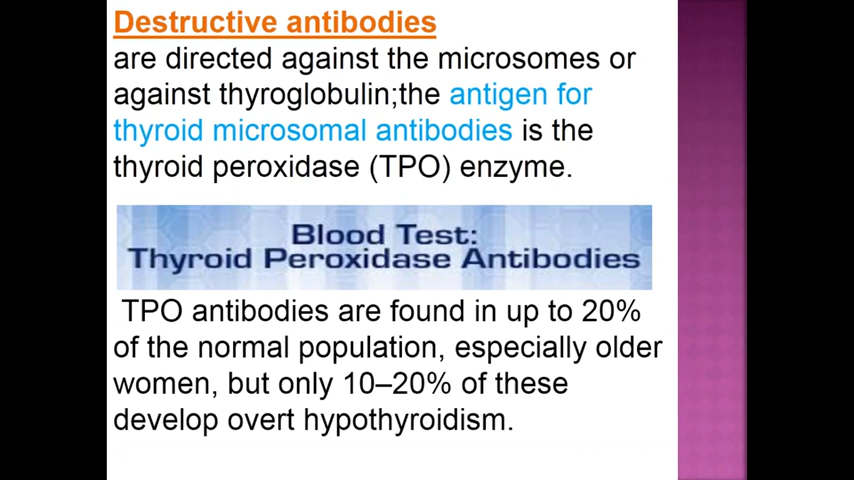 Destructive antibodies
are directed against the microsomes or
against thyroglobulin;the antigen for
thyroid microsomal antibodies is the
thyroid peroxidase (TPO) enzyme.
Blood Test:
Thyroid Peroxidase Antibodies
TPO antibodies are found in up to 20%
of the normal population, especially older
women, but only 10–20% of these
develop overt hypothyroidism.